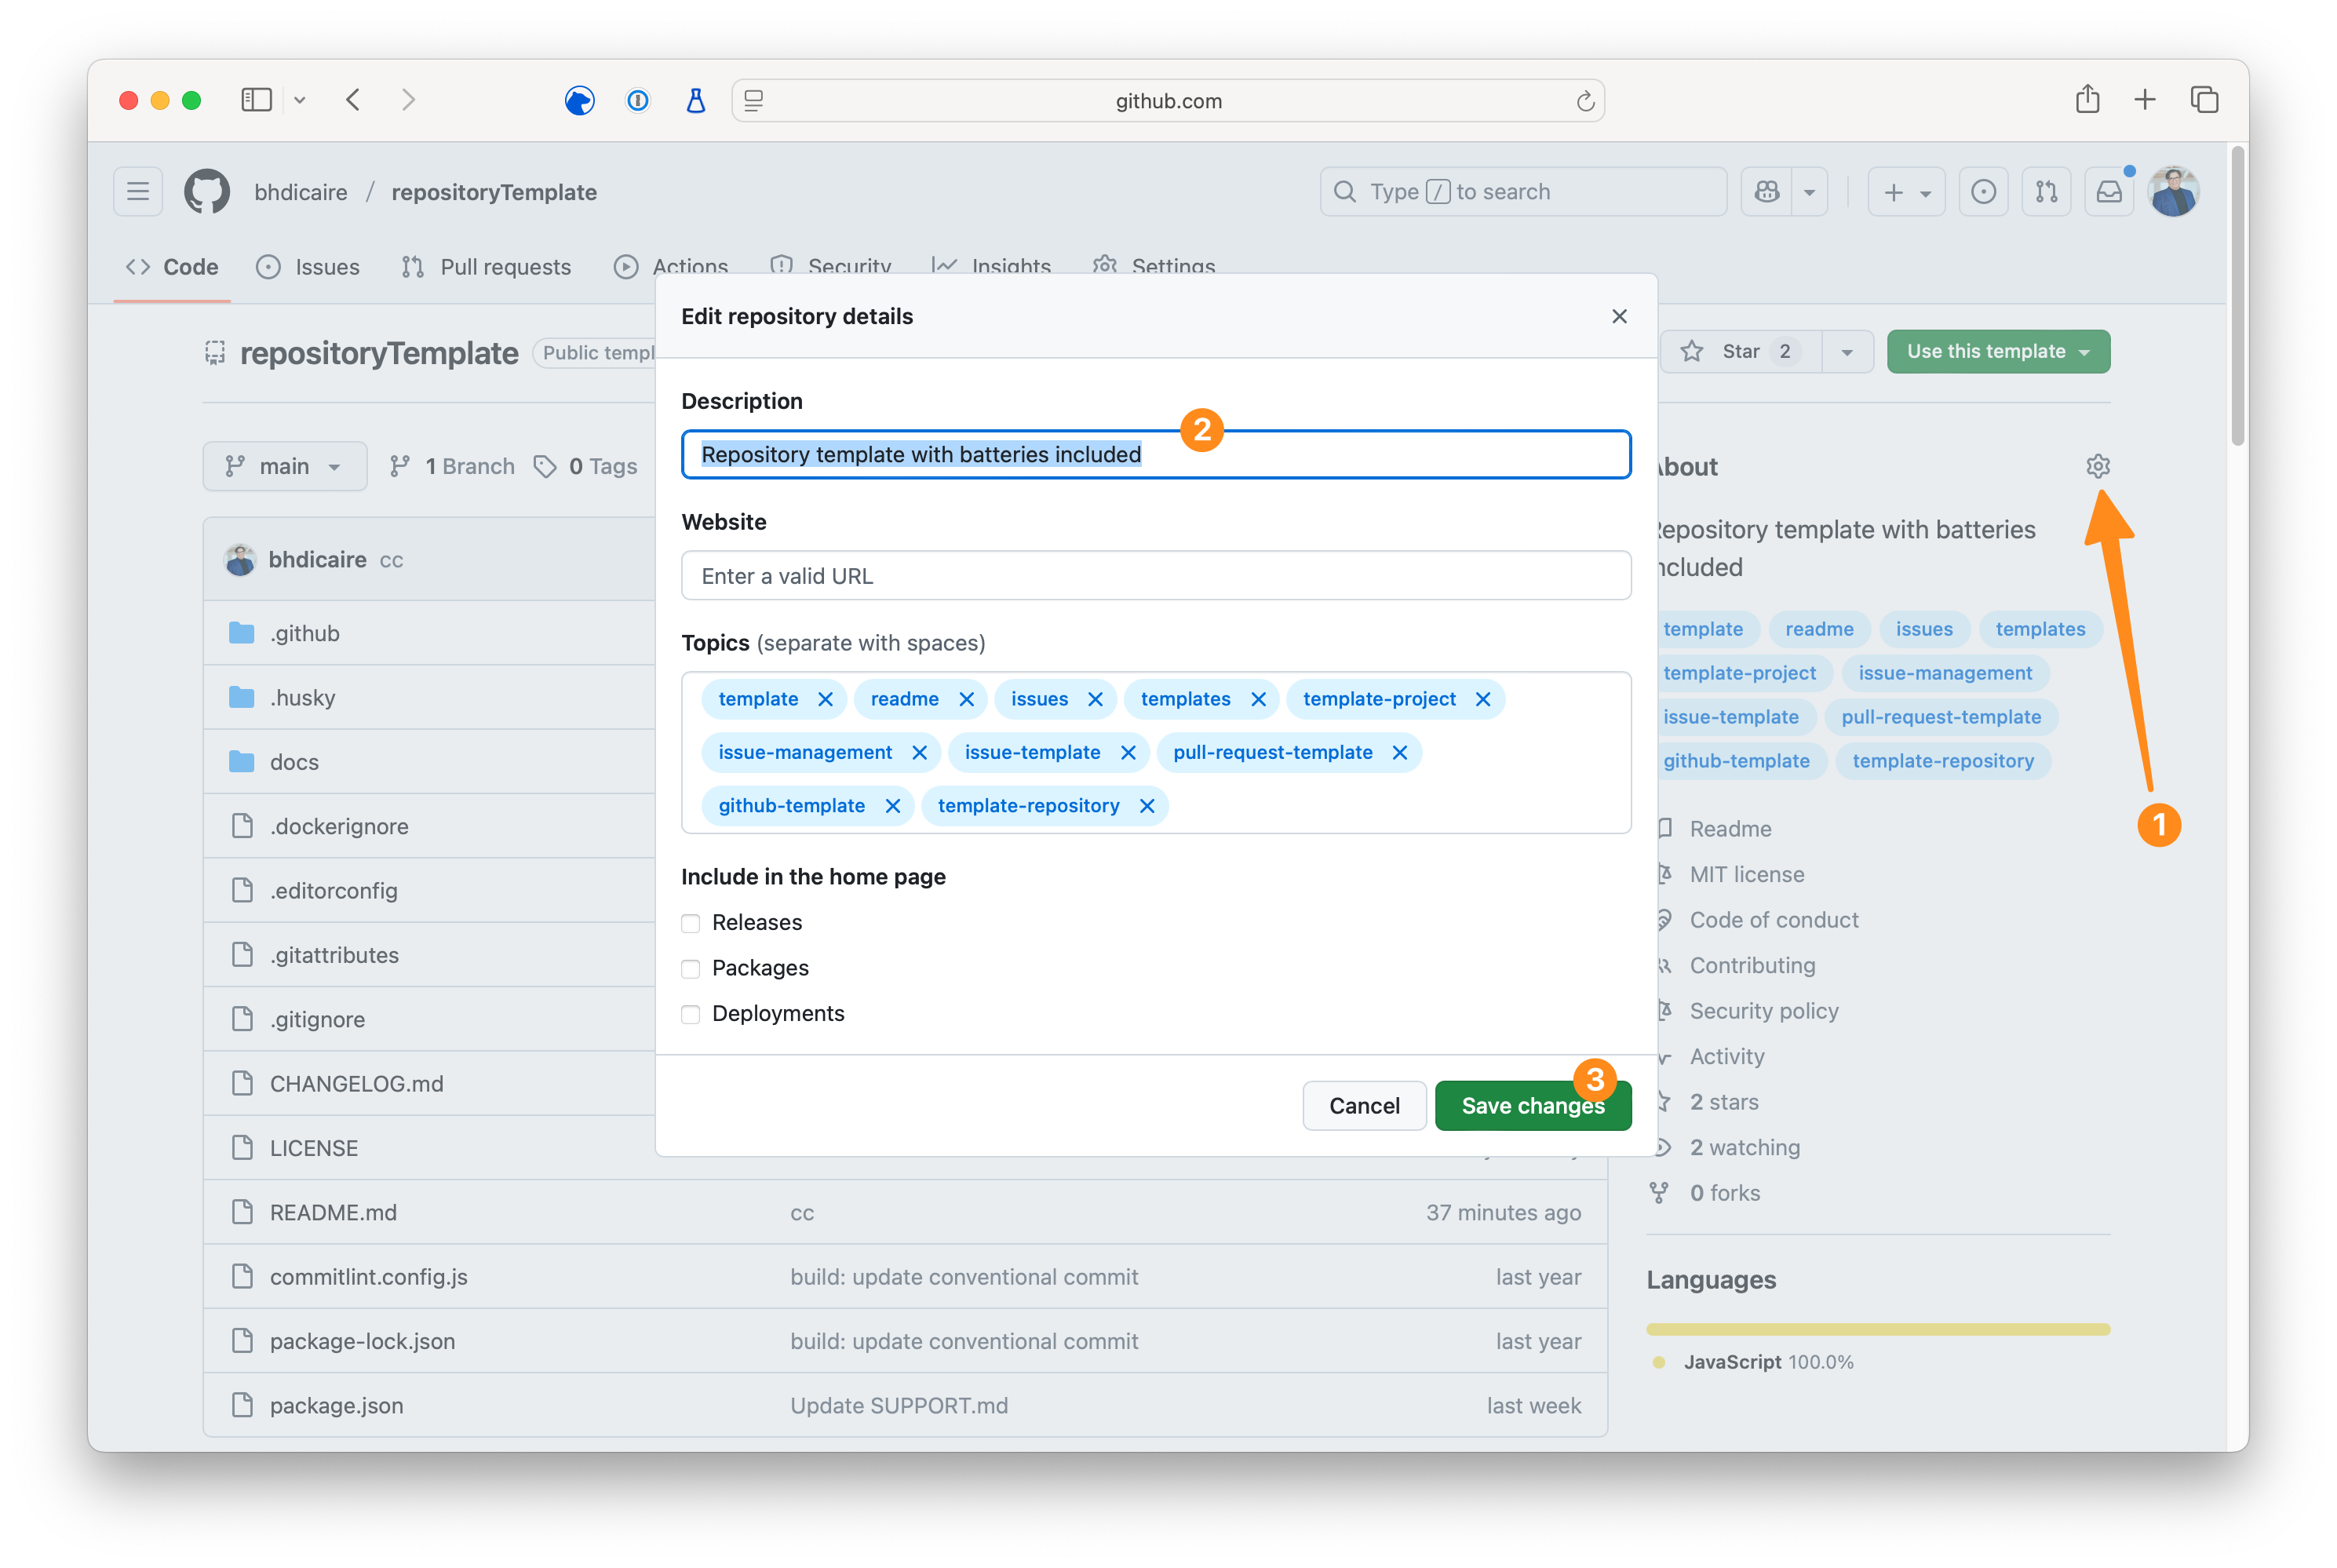 github.com
bhdicaire / repositoryTemplate
Type / to search
Code
Issues
Pull requests
Actions
Security
Insights
Settings
Edit repository details
repositoryTemplate
Public templ
Star 2
Use this template
Description
2
Repository template with batteries included
main
1 Branch
0 Tags
About
Website
Enter a valid URL
Repository template with batteries
included
bhdicaire cc
.github
.husky
docs
.dockerignore
.editorconfig
.gitattributes
.gitignore
CHANGELOG.md
LICENSE
README.md
cc
37 minutes ago
commitlint.config.js
build: update conventional commit
last year
package-lock.json
build: update conventional commit
last year
package.json
Update SUPPORT.md
last week
Topics (separate with spaces)
template readme issues templates template-project
issue-management issue-template pull-request-template
github-template template-repository
Include in the home page
Releases
Packages
Deployments
Cancel
Save changes
3
template readme issues templates
template-project issue-management
issue-template pull-request-template
github-template template-repository
1
Readme
MIT license
Code of conduct
Contributing
Security policy
Activity
2 stars
2 watching
0 forks
Languages
JavaScript 100.0%